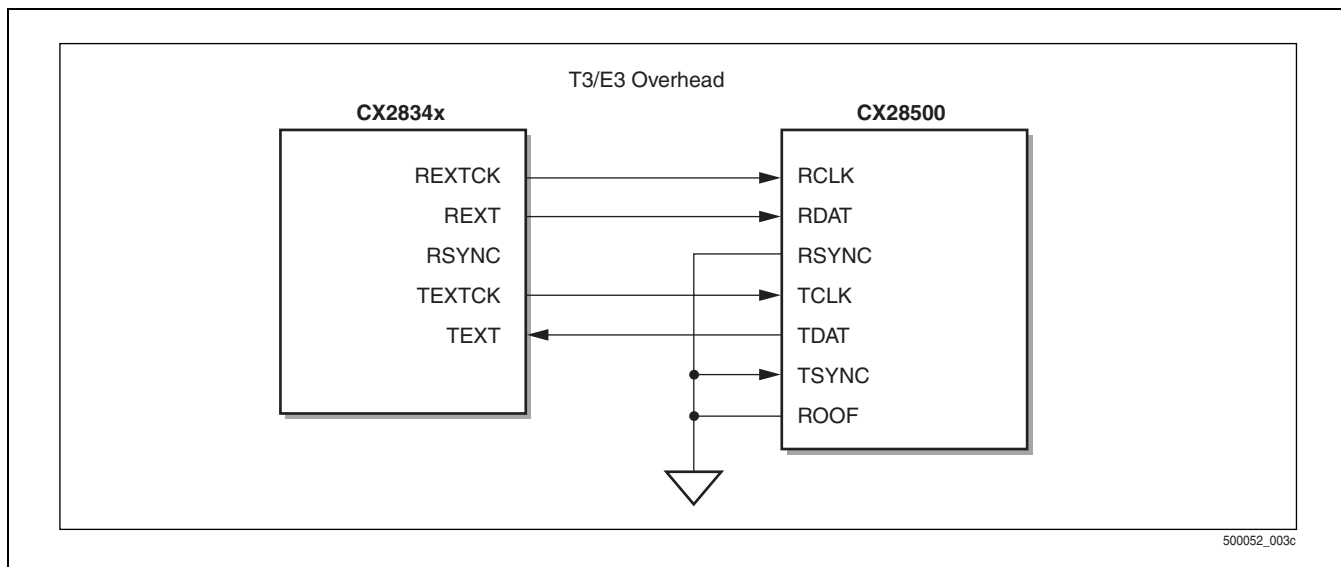 T3/E3 Overhead
CX2834x
CX28500
REXTCK
RCLK
REXT
RDAT
RSYNC
RSYNC
TEXTCK
TCLK
TEXT
TDAT
TSYNC
ROOF
500052_003c